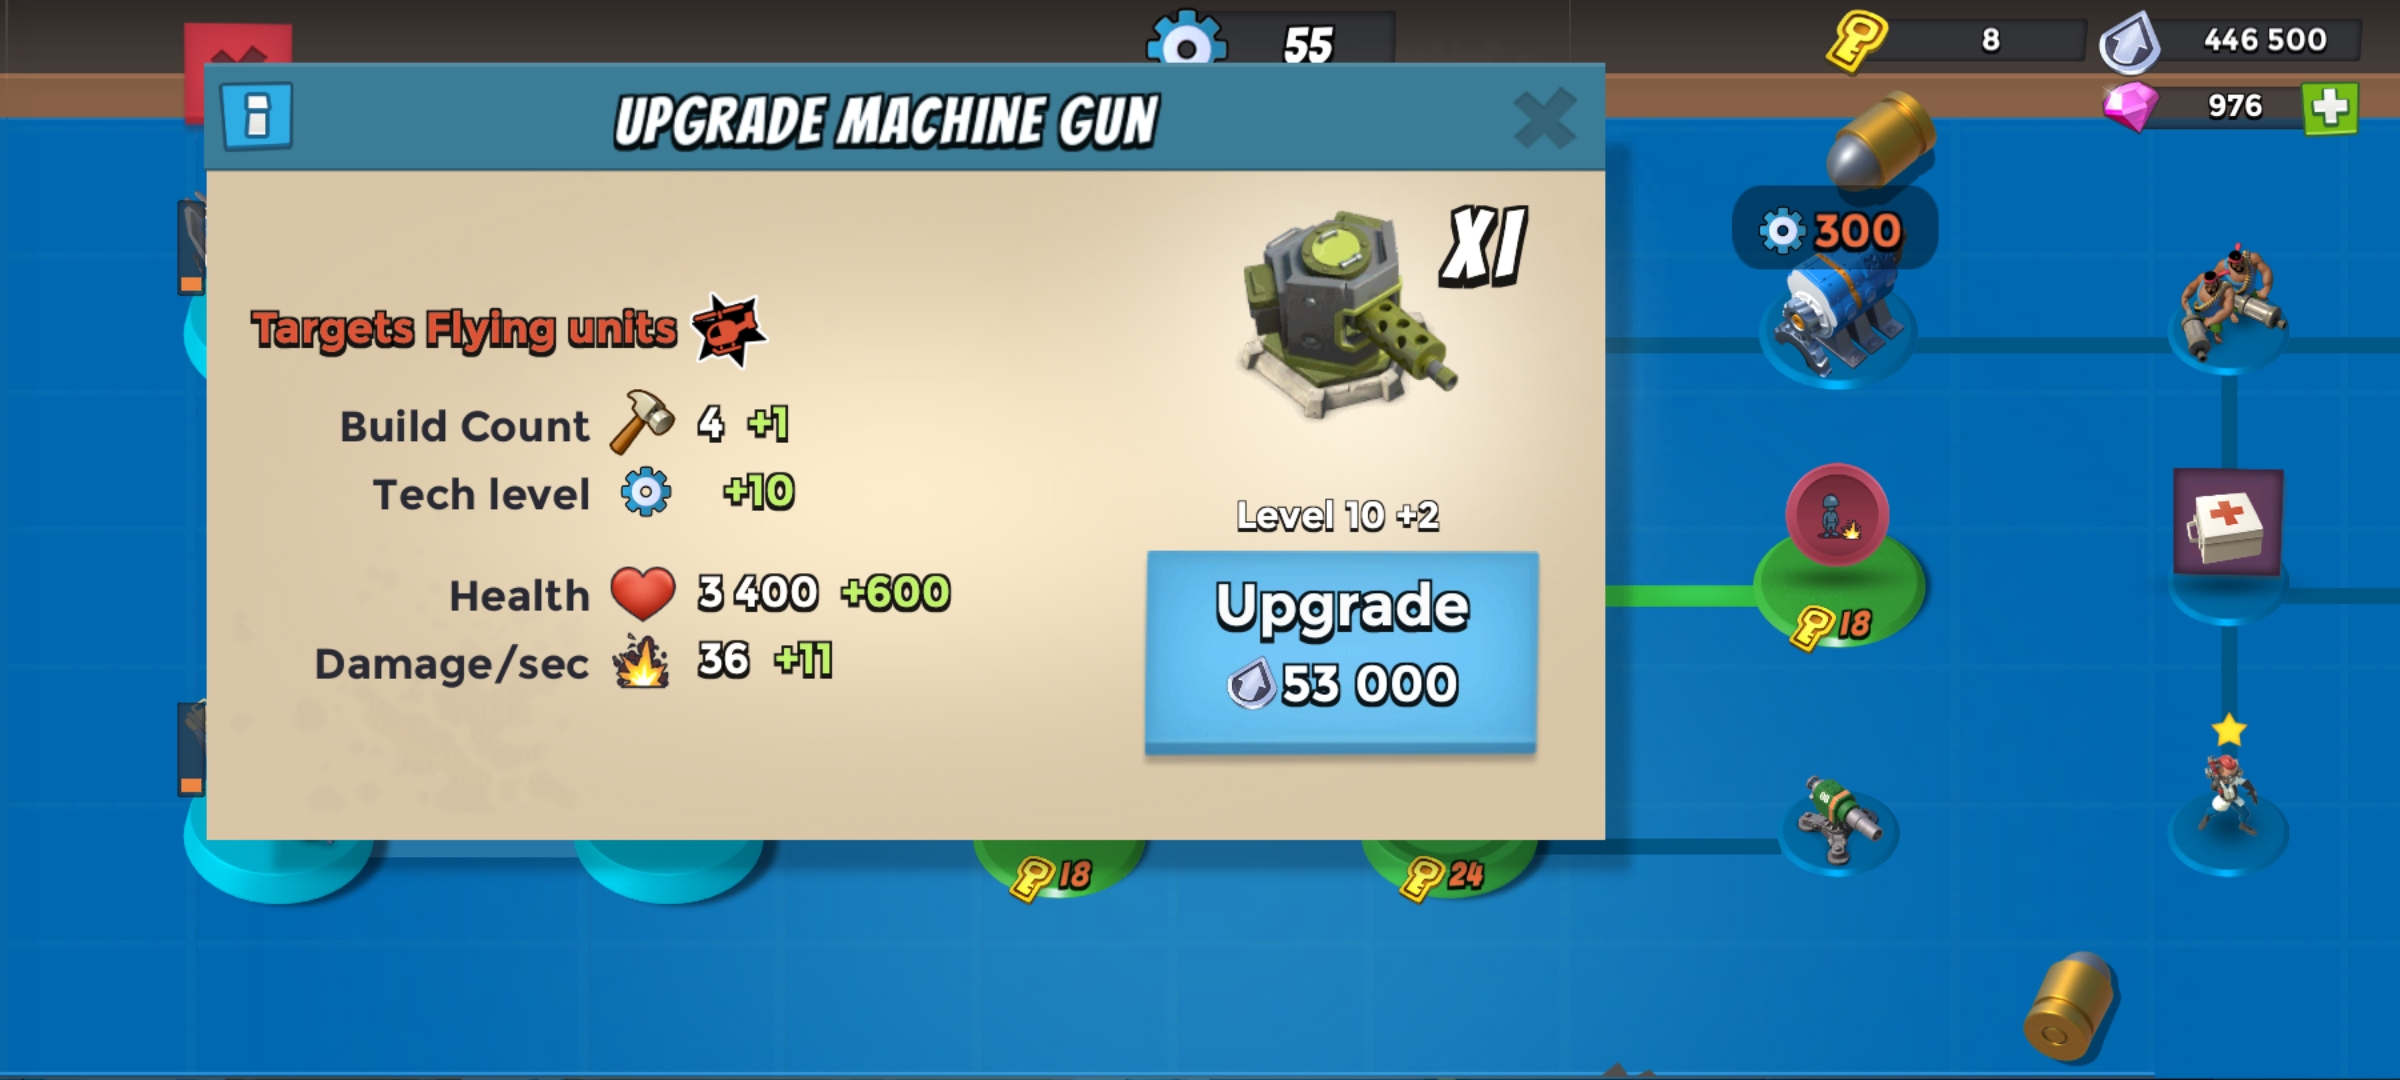 55
8
446 500
976
UPGRADE MACHINE GUN
X1
300
Targets Flying units
Build Count 4 +1
Tech level +10
Level 10 +2
Health 3 400 +600
Damage/sec 36 +11
Upgrade
53 000
18
18
24